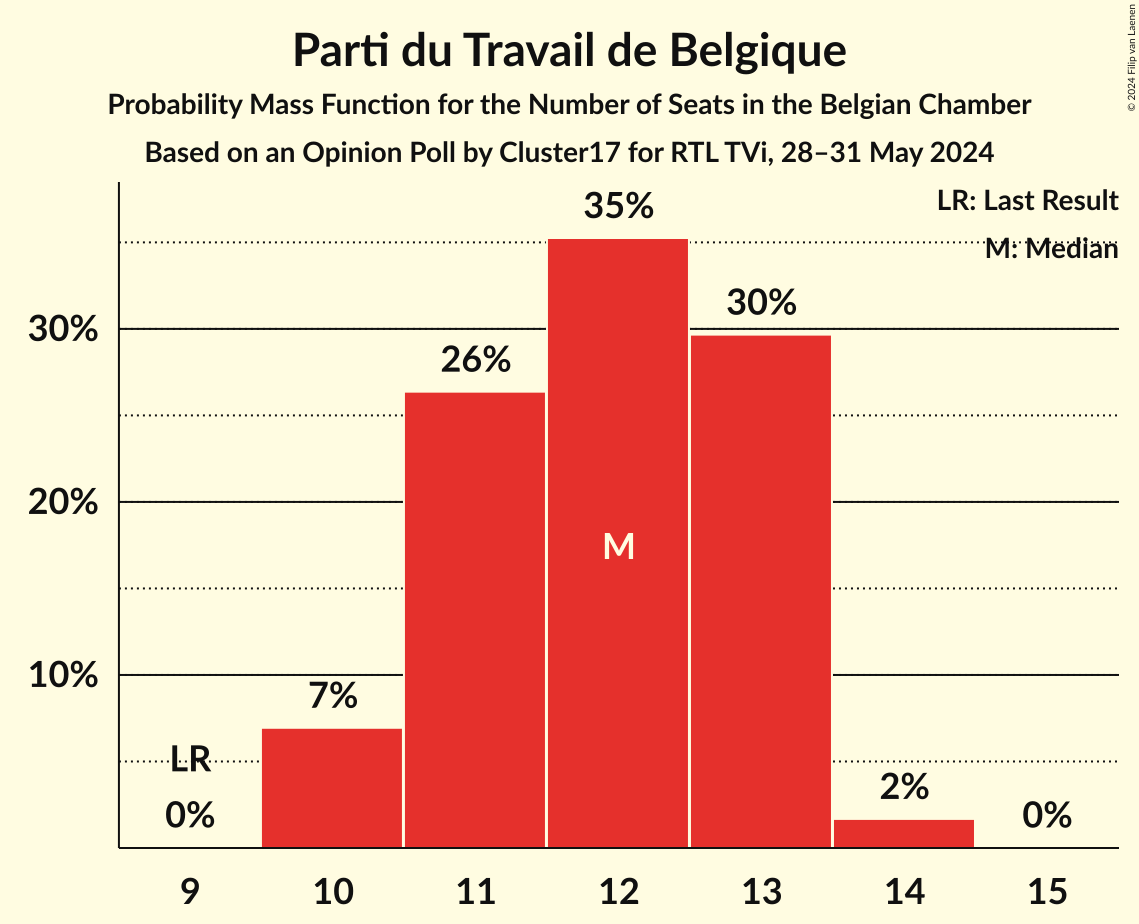 Parti du Travail de Belgique
Probability Mass Function for the Number of Seats in the Belgian Chamber
Based on an Opinion Poll by Cluster17 for RTL TVi, 28–31 May 2024
© 2024 Filip van Laenen
LR: Last Result
M: Median
35%
30%
30%
26%
20%
M
10%
7%
LR
2%
0%
0%
9 10 11 12 13 14 15